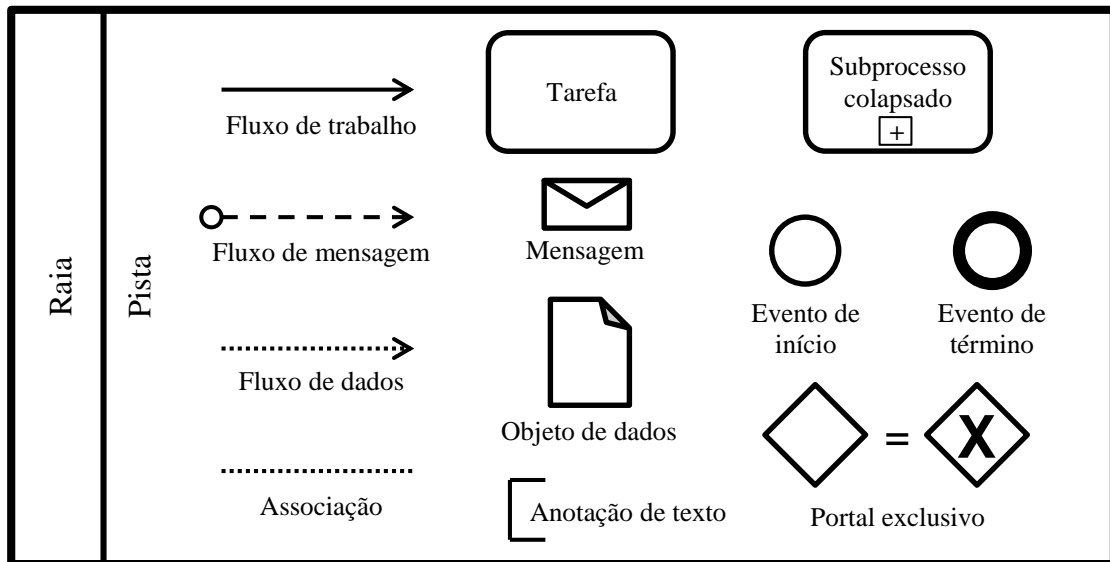 Raia
Pista
Fluxo de trabalho
Tarefa
Subprocesso
colapsado
+
Fluxo de mensagem
Mensagem
Evento de
início
Evento de
término
Fluxo de dados
Objeto de dados
=
X
Associação
Anotação de texto
Portal exclusivo